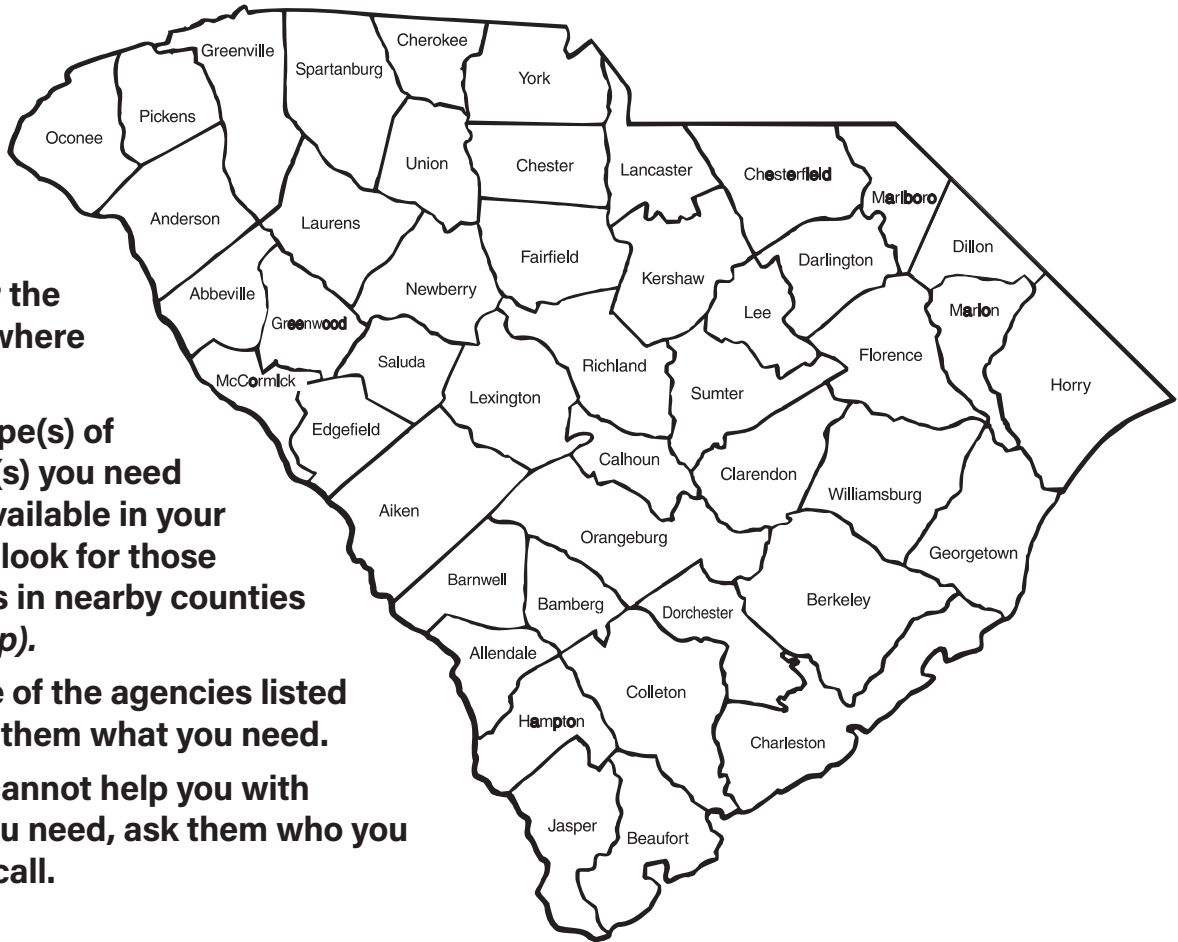 the
where
pe(s) of
(s) you need
vailable in your
look for those
s in nearby counties
p).
e of the agencies listed
them what you need.
cannot help you with
u need, ask them who you
call.
Cherokee
Greenville
Spartanburg
York
Pickens
Oconee
Union
Chester
Lancaster
Chesterfield
Marlboro
Anderson
Laurens
Dillon
Fairfield
Darlington
Kershaw
Abbeville
Newberry
Lee
Marion
Greenwood
Florence
Saluda
Richland
McCormick
Horry
Lexington
Sumter
Edgefield
Calhoun
Clarendon
Williamsburg
Aiken
Orangeburg
Georgetown
Barnwell
Bamberg
Berkeley
Dorchester
Allendale
Colleton
Hampton
Charleston
Jasper
Beaufort